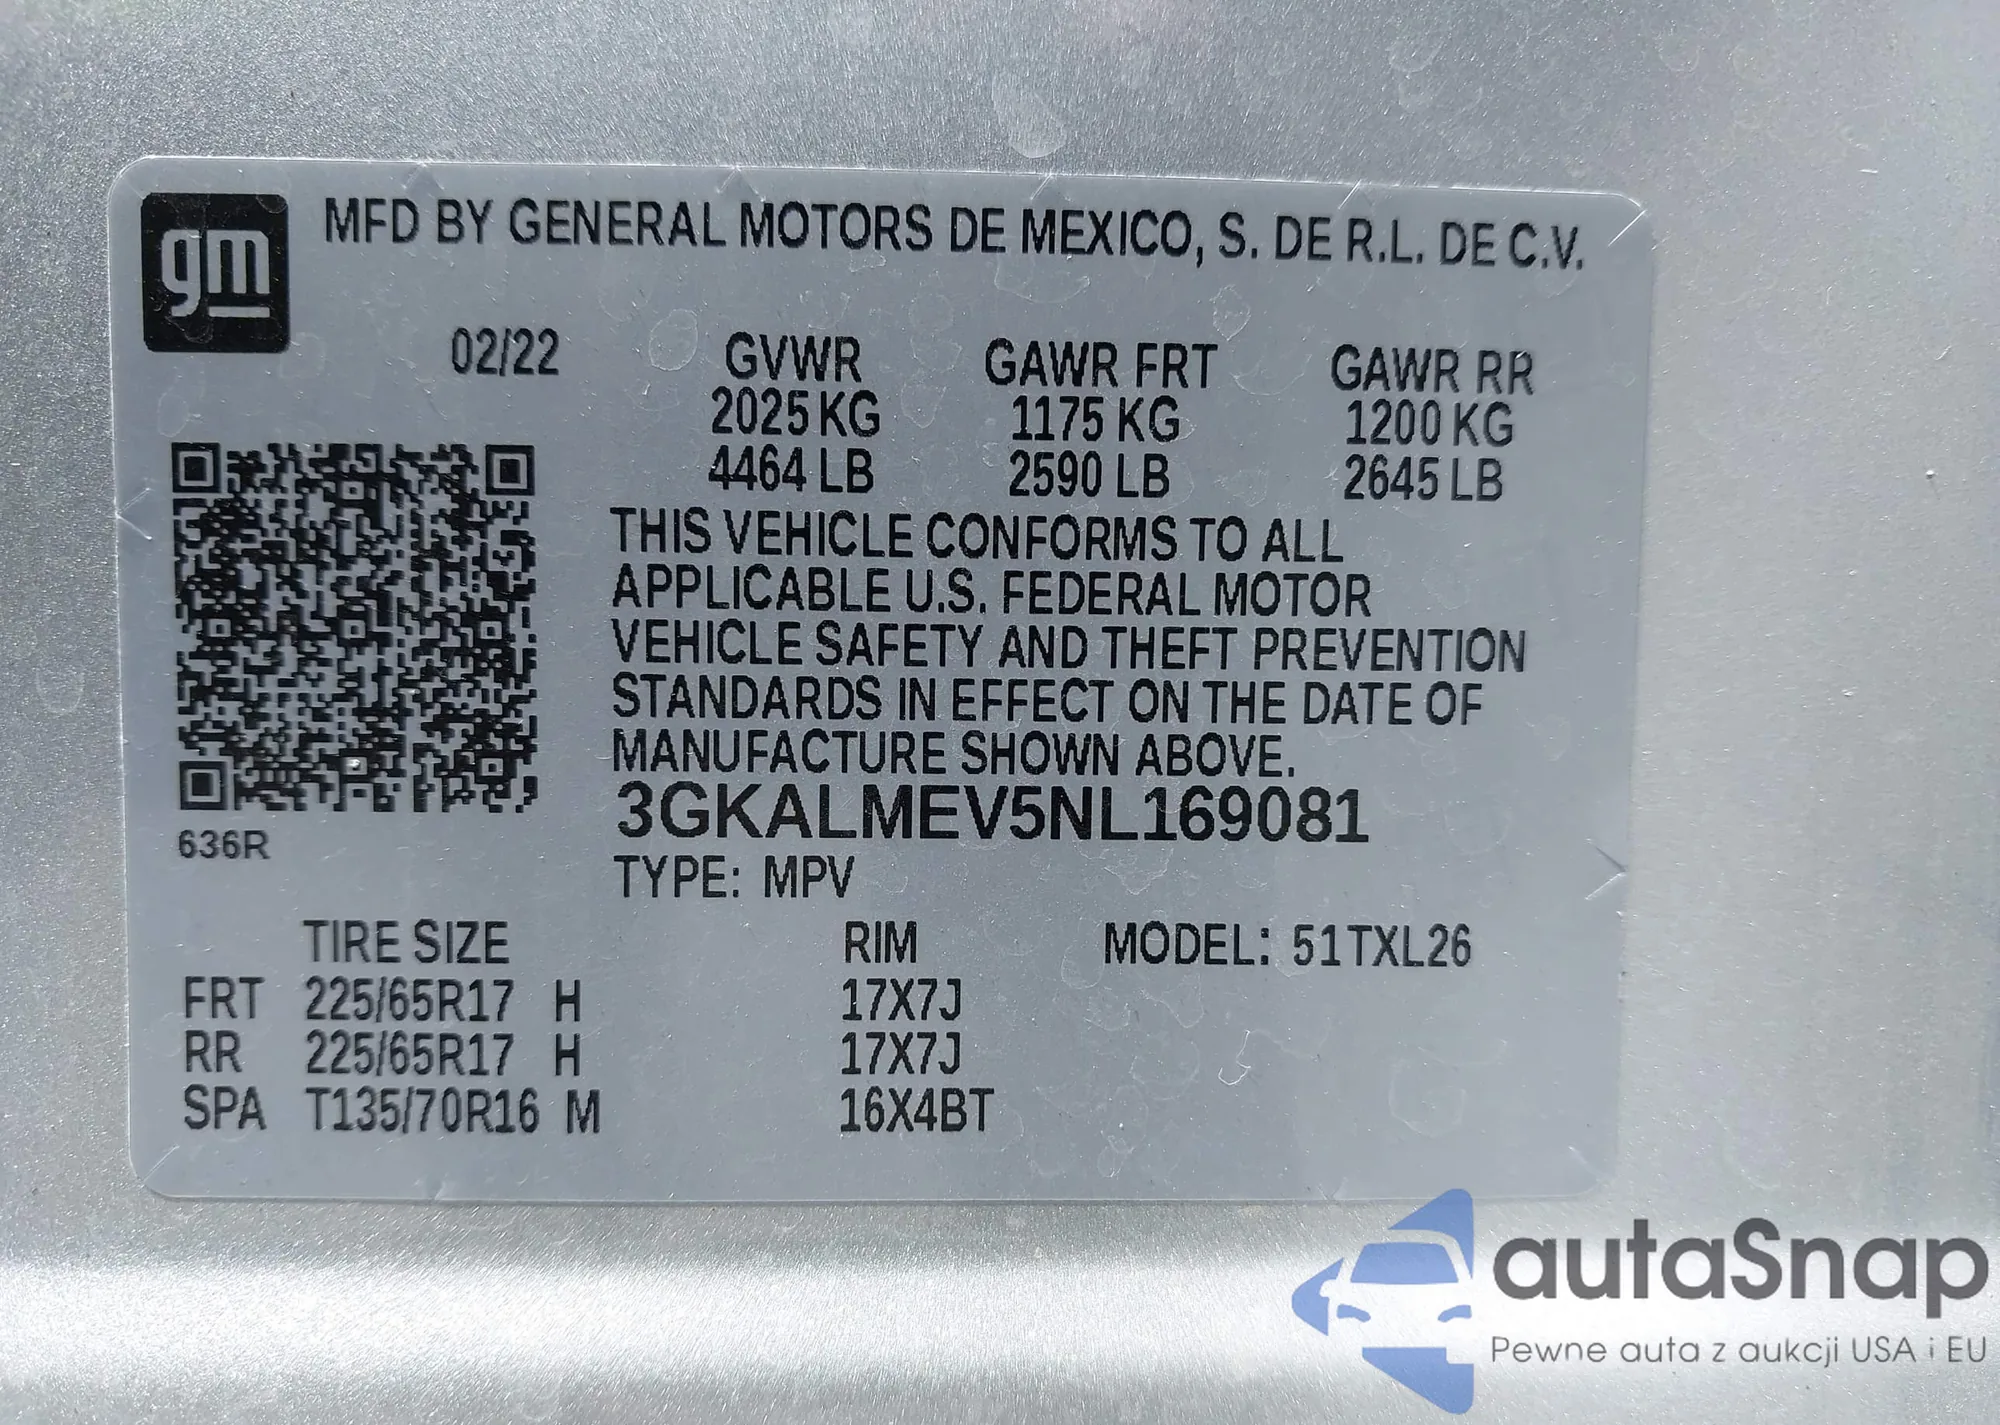 gm
MFD BY GENERAL MOTORS DE MEXICO, S. DE R.L. DE C.V.
02/22 GVWR GAWR FRT GAWR RR
2025 KG 1175 KG 1200 KG
4464 LB 2590 LB 2645 LB
THIS VEHICLE CONFORMS TO ALL
APPLICABLE U.S. FEDERAL MOTOR
VEHICLE SAFETY AND THEFT PREVENTION
STANDARDS IN EFFECT ON THE DATE OF
MANUFACTURE SHOWN ABOVE.
3GKALMEV5NL169081
636R
TYPE: MPV
TIRE SIZE RIM MODEL: 51TXL26
FRT 225/65R17 H 17X7J
RR 225/65R17 H 17X7J
SPA T135/70R16 M 16X4BT
autaSnap
Pewne auta z aukcji USA i EU